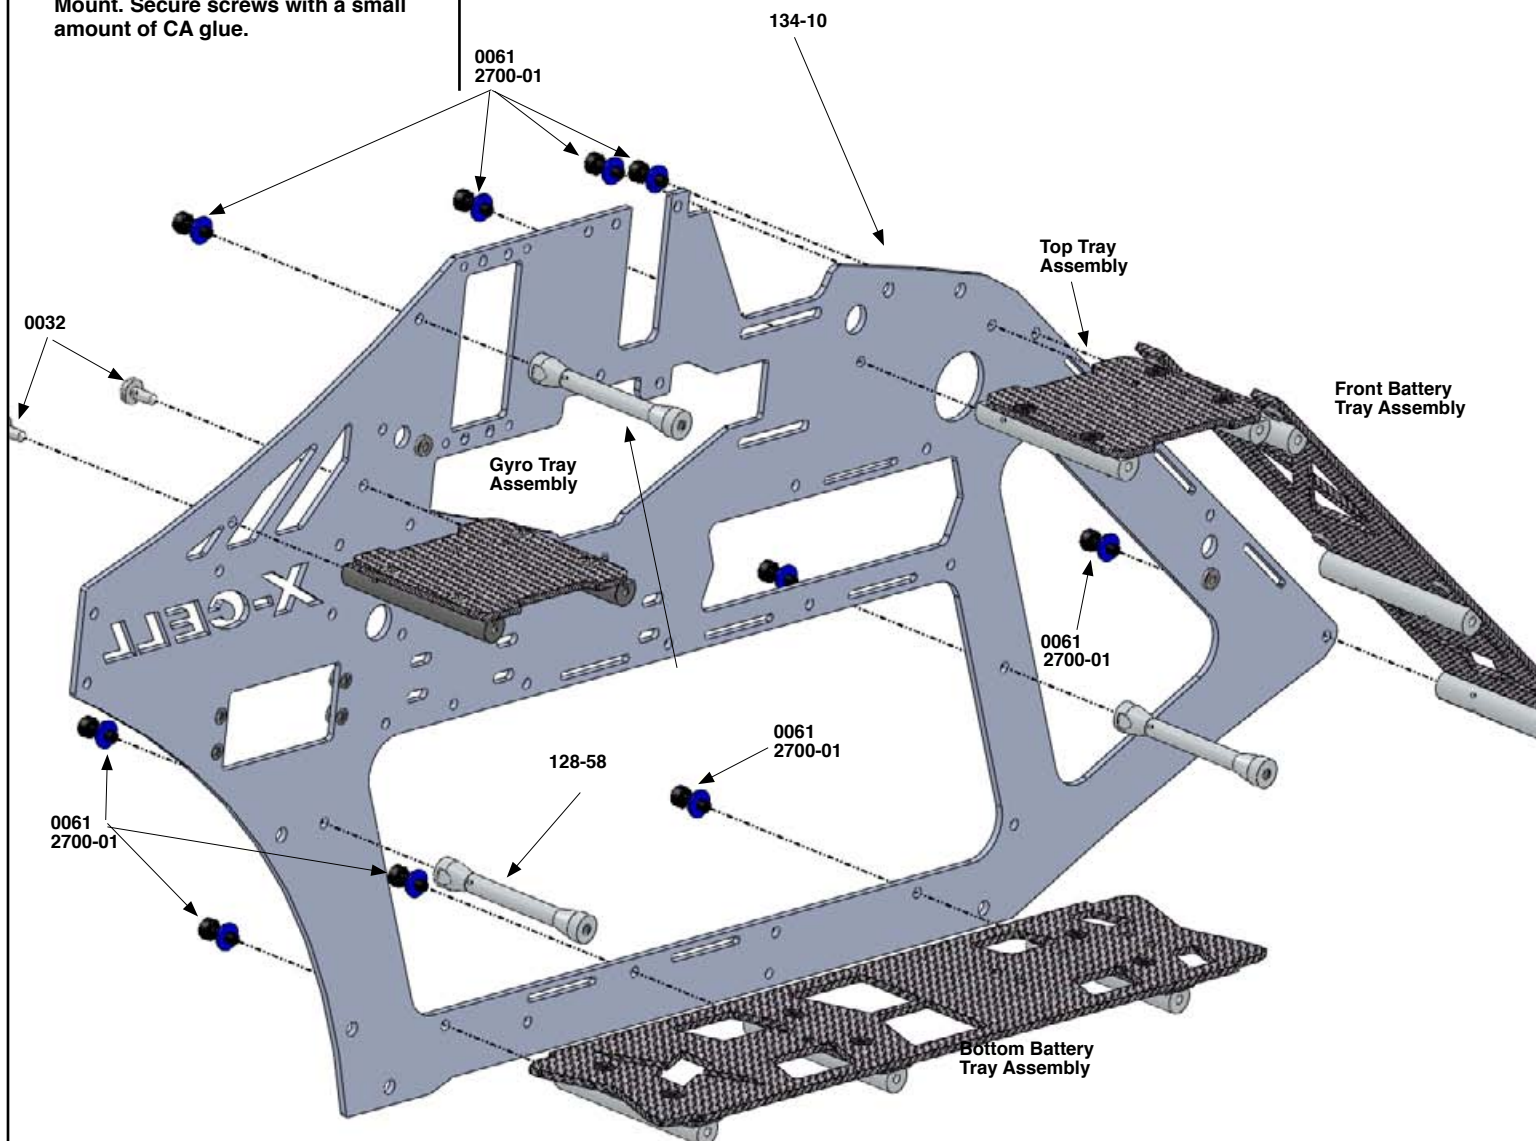 Mount. Secure screws with a small
amount of CA glue.
134-10
0061
2700-01
Top Tray
Assembly
0032
Front Battery
Tray Assembly
Gyro Tray
Assembly
X-CELL
0061
2700-01
0061
2700-01
128-58
0061
2700-01
Bottom Battery
Tray Assembly